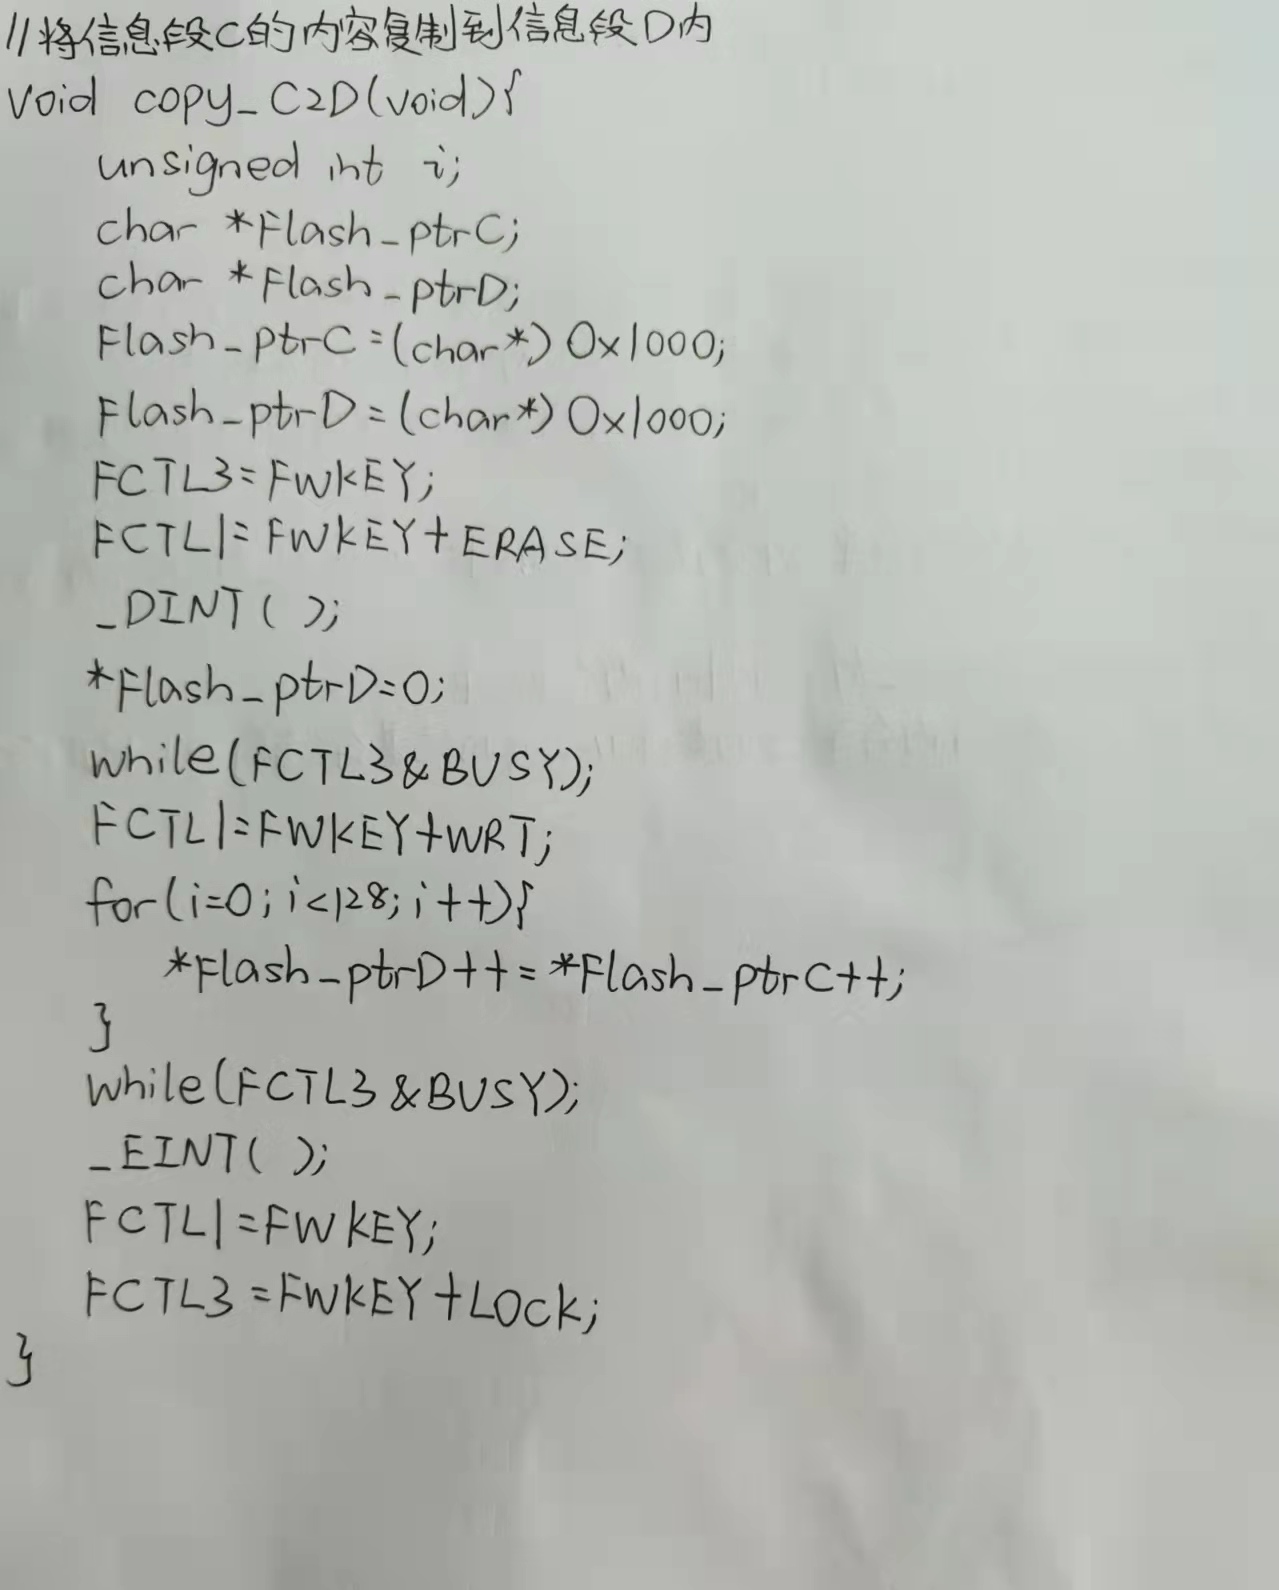 //将信息段C的内容复制到信息段D内
void copy_C2D(void){
unsigned int i;
char *Flash_ptrC;
char *Flash_ptrD;
Flash_ptrC=(char*)0x1000;
Flash_ptrD=(char*)0x1000;
FCTL3=FWKEY;
FCTL1=FWKEY+ERASE;
_DINT( );
*Flash_ptrD=0;
while(FCTL3&BUSY);
FCTL1=FWKEY+WRT;
for(i=0;i<128;i++){
*Flash_ptrD++=*Flash_ptrC++;
}
while(FCTL3&BUSY);
_EINT( );
FCTL1=FWKEY;
FCTL3=FWKEY+LOCK;
}